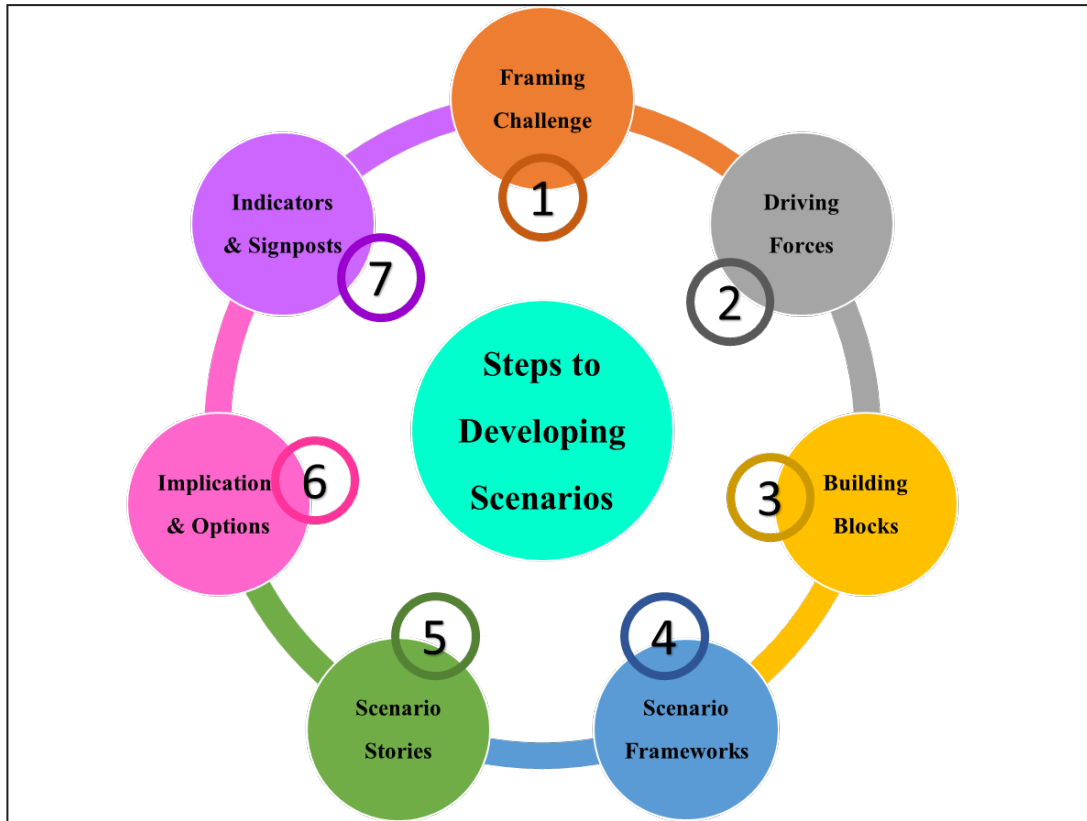 Framing
Challenge
1
Driving
Forces
2
Building
Blocks
3
Scenario
Frameworks
4
Scenario
Stories
5
Implication
& Options
6
Indicators
& Signposts
7
Steps to
Developing
Scenarios